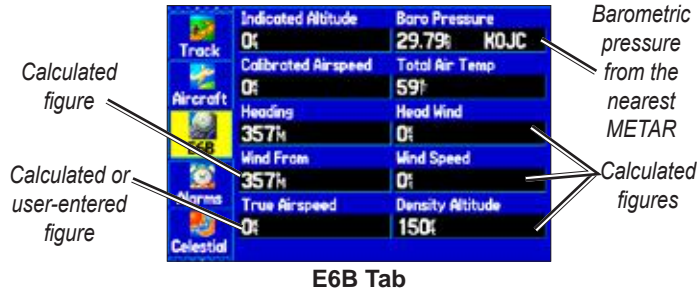 Indicated Altitude
Baro Pressure
0ft
29.79in KOJC
Calibrated Airspeed
Total Air Temp
0kt
59°F
Heading
Head Wind
357°M
0kt
Wind From
Wind Speed
357°M
0kt
True Airspeed
Density Altitude
0kt
150ft
Track
Aircraft
E6B
Alarms
Celestial
Calculated
figure
Calculated or
user-entered
figure
Barometric
pressure
from the
nearest
METAR
Calculated
figures
E6B Tab